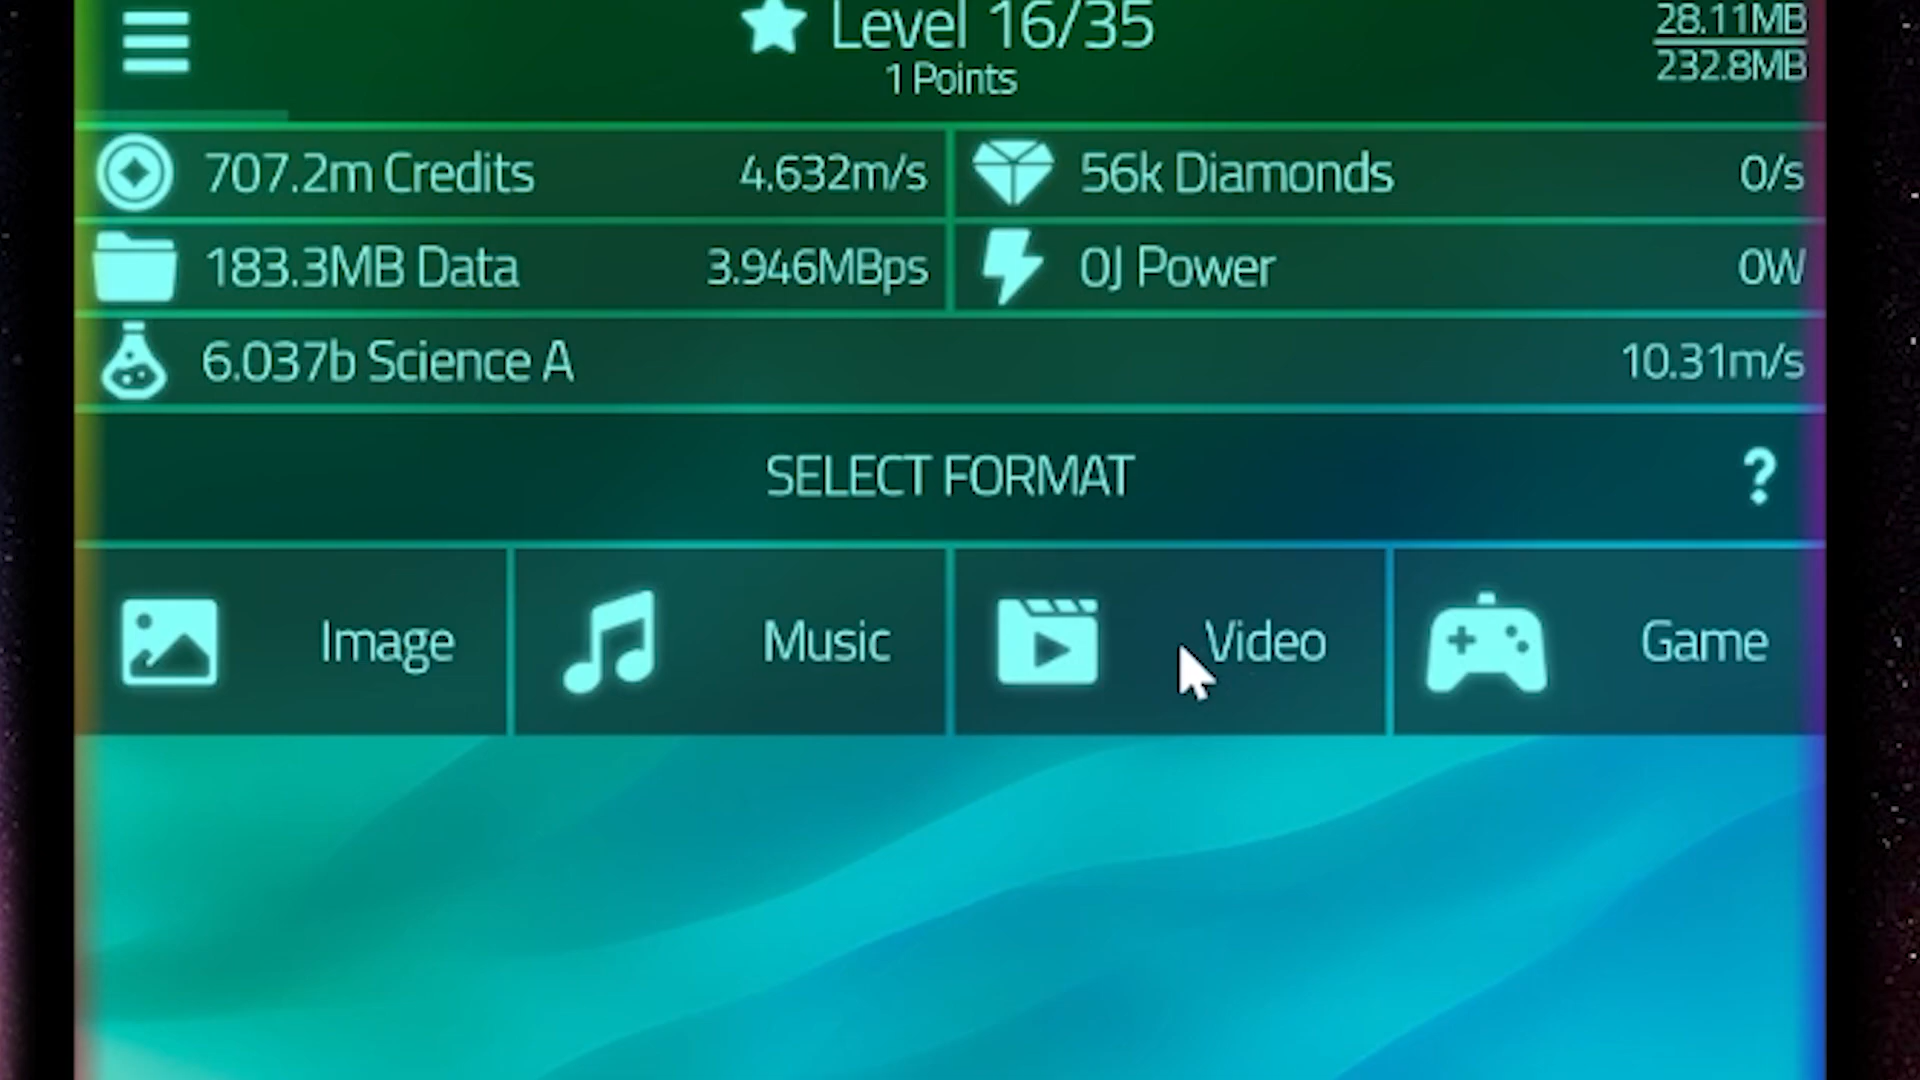 Level 16/35
1 Points
28.11MB
232.8MB
707.2m Credits 4.632m/s
56k Diamonds 0/s
183.3MB Data 3.946MBps
0J Power 0W
6.037b Science A 10.31m/s
SELECT FORMAT ?
Image
Music
Video
Game